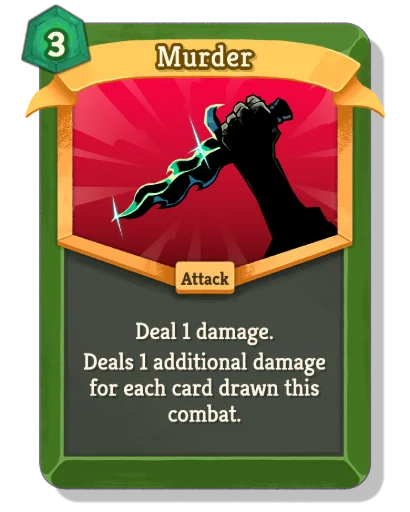 3
Murder
Attack
Deal 1 damage.
Deals 1 additional damage
for each card drawn this
combat.